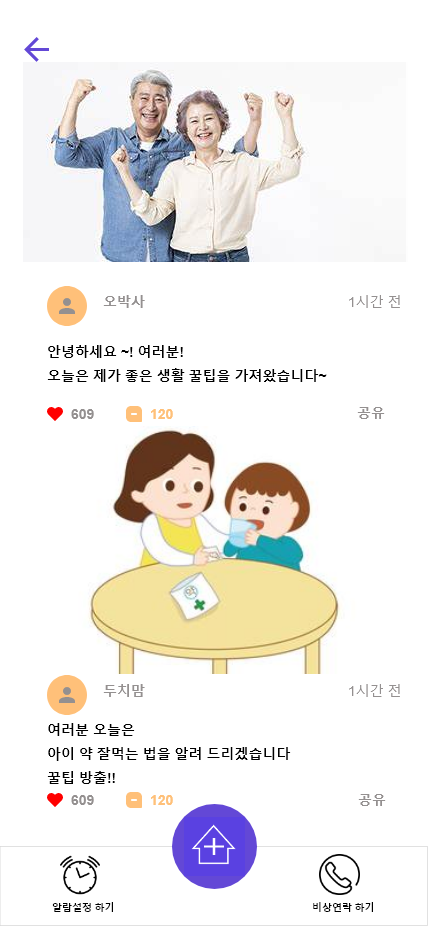 오박사
1시간 전
안녕하세요 ~! 여러분!
오늘은 제가 좋은 생활 꿀팁을 가져왔습니다~
609 120 공유
두치맘
1시간 전
여러분 오늘은
아이 약 잘먹는 법을 알려 드리겠습니다
꿀팁 방출!!
609 120 공유
알람설정 하기
비상연락 하기